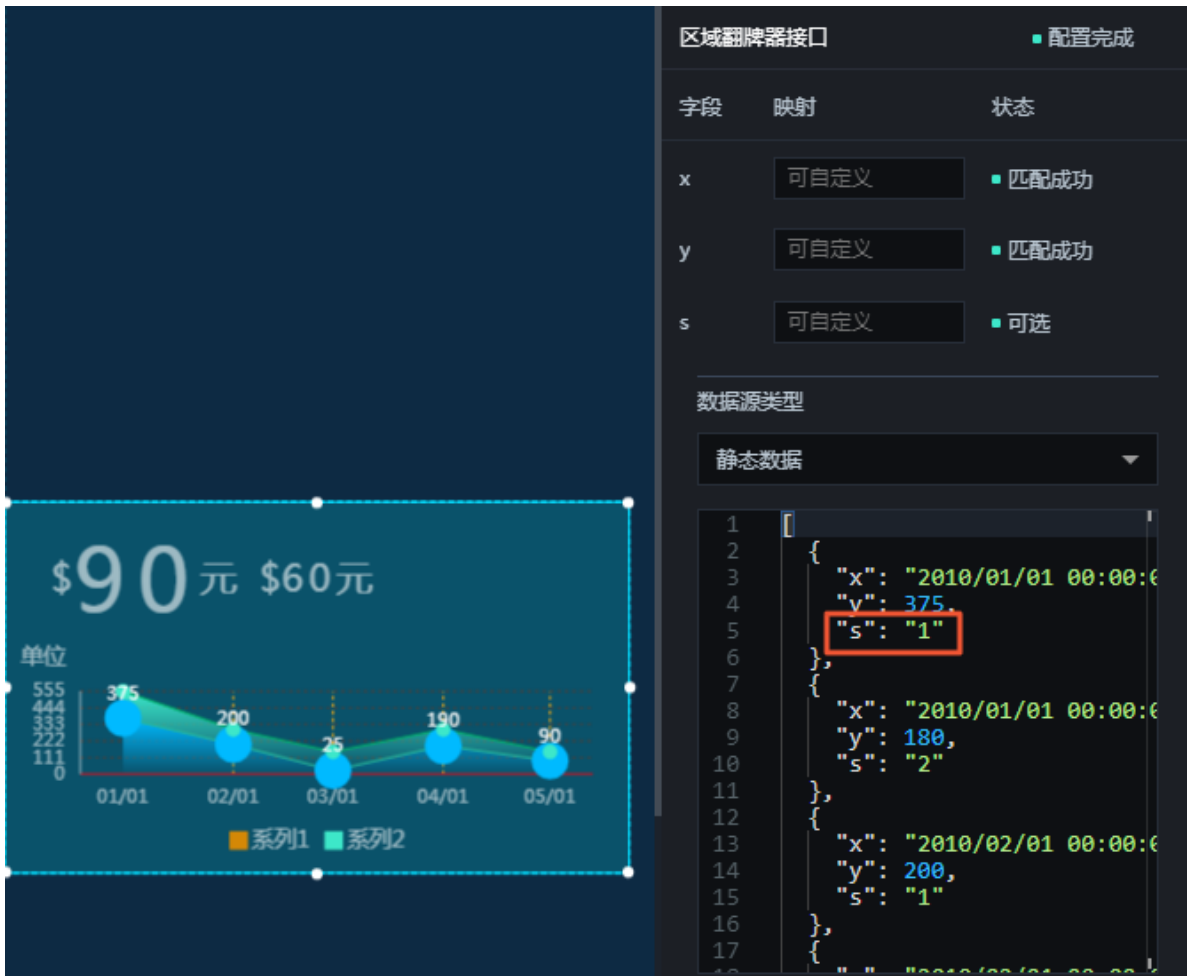 区域翻牌器接口 配置完成
字段 映射 状态
x 可自定义 匹配成功
y 可自定义 匹配成功
s 可自定义 可选
数据源类型
静态数据
1 [
2 {
3 "x": "2010/01/01 00:00:0
4 "y": 375,
5 "s": "1"
6 },
7 {
8 "x": "2010/01/01 00:00:0
9 "y": 180,
10 "s": "2"
11 },
12 {
13 "x": "2010/02/01 00:00:0
14 "y": 200,
15 "s": "1"
16 },
17 {
$90元 $60元
单位
555
444
333
222
111
0
375 200 25 190 90
01/01 02/01 03/01 04/01 05/01
系列1 系列2